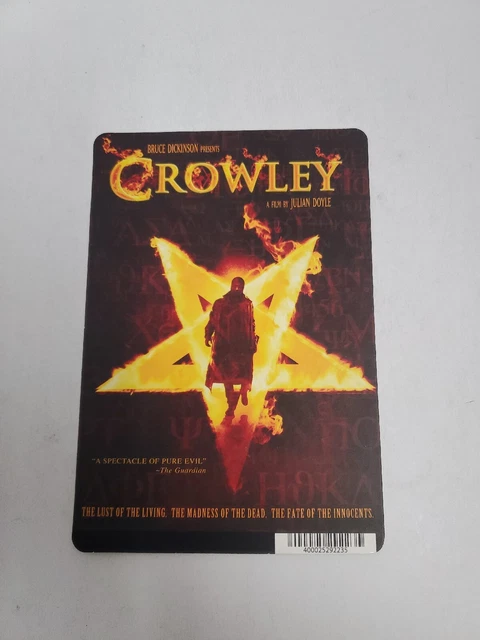 BRUCE DICKINSON PRESENTS
CROWLEY
A FILM BY JULIAN DOYLE
"A SPECTACLE OF PURE EVIL"
–The Guardian
THE LUST OF THE LIVING. THE MADNESS OF THE DEAD. THE FATE OF THE INNOCENTS.
400025292235